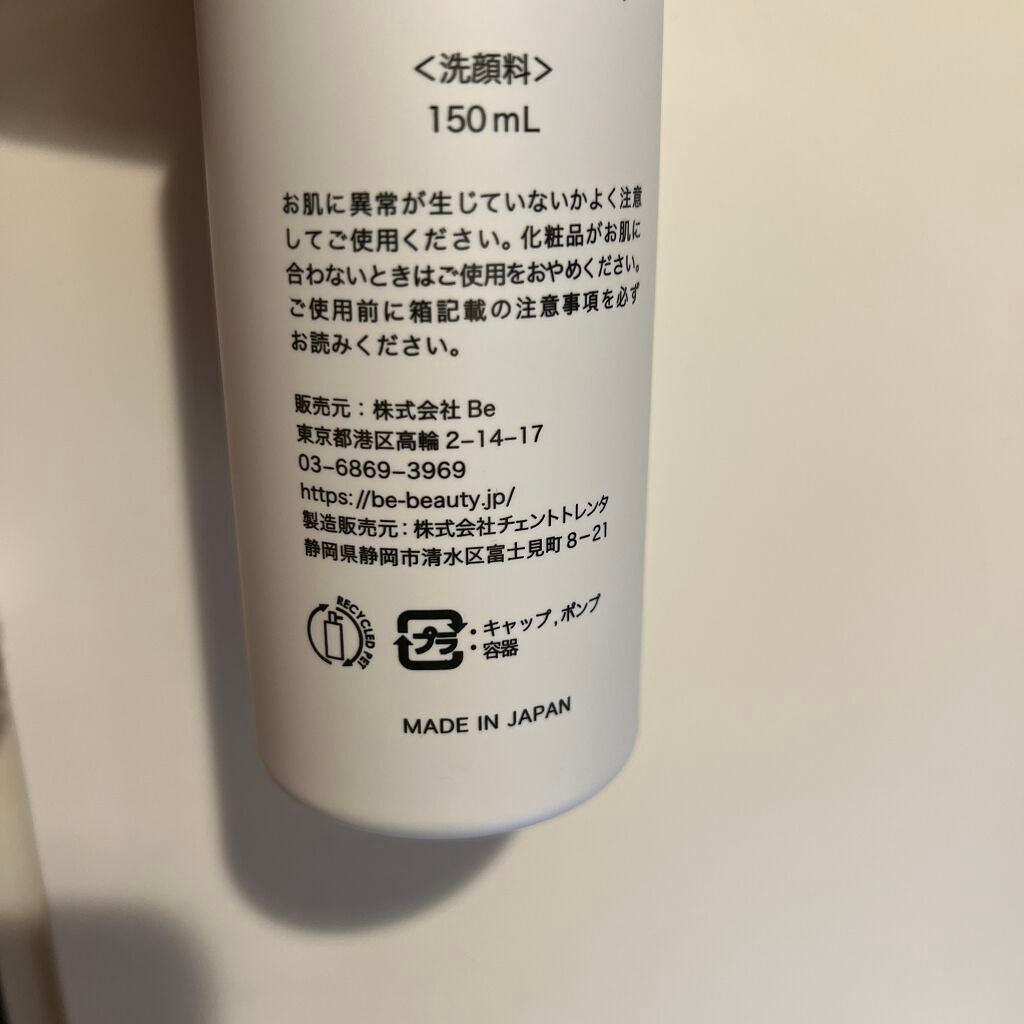 <洗顔料>
150mL
お肌に異常が生じていないかよく注意
してご使用ください。化粧品がお肌に
合わないときはご使用をおやめください。
ご使用前に箱記載の注意事項を必ず
お読みください。
販売元：株式会社 Be
東京都港区高輪 2-14-17
03-6869-3969
https://be-beauty.jp/
製造販売元：株式会社チェントトレンタ
静岡県静岡市清水区富士見町 8-21
RECYCLED PET
プラ ・キャップ,ポンプ
・容器
MADE IN JAPAN